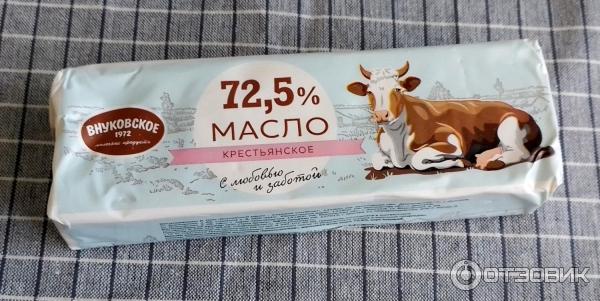 ВНУКОВСКОЕ
1972
72,5%
МАСЛО
КРЕСТЬЯНСКОЕ
С любовью
и заботой
ОТЗОВИК